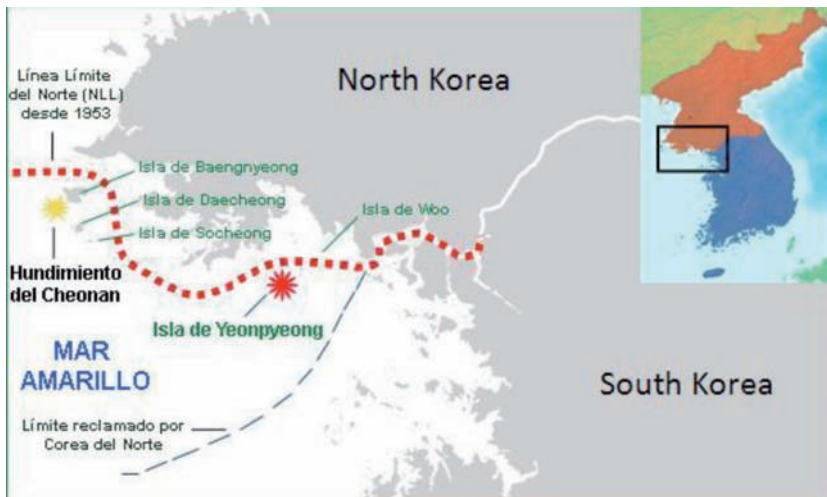 North Korea
Línea Límite
del Norte (NLL)
desde 1953
Isla de Baengnyeong
Isla de Daecheong
Isla de Socheong
Isla de Woo
Hundimiento
del Cheonan
Isla de Yeonpyeong
MAR
AMARILLO
South Korea
Límite reclamado por
Corea del Norte